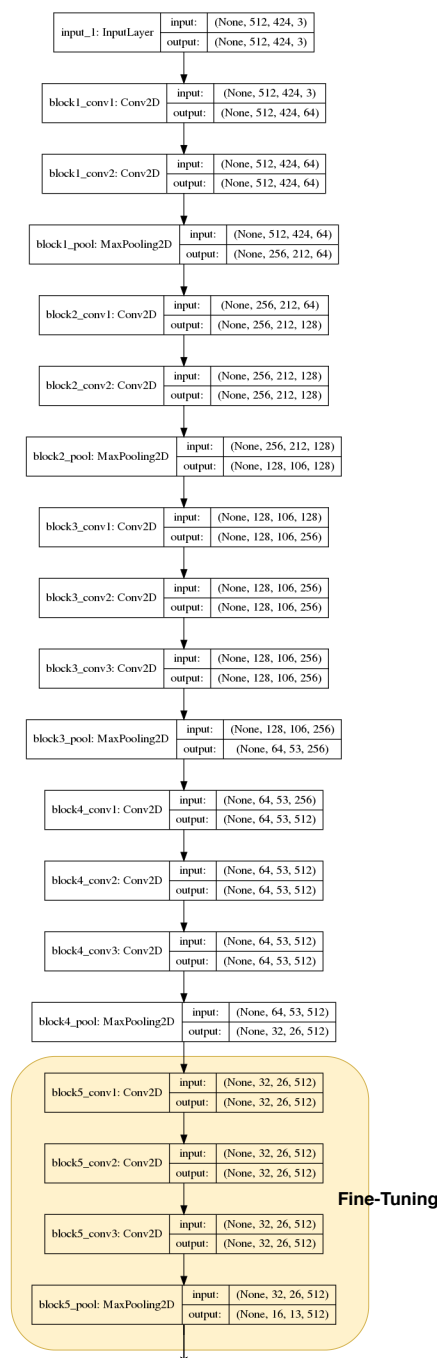 input_1: InputLayer
input: (None, 512, 424, 3)
output: (None, 512, 424, 3)
block1_conv1: Conv2D
input: (None, 512, 424, 3)
output: (None, 512, 424, 64)
block1_conv2: Conv2D
input: (None, 512, 424, 64)
output: (None, 512, 424, 64)
block1_pool: MaxPooling2D
input: (None, 512, 424, 64)
output: (None, 256, 212, 64)
block2_conv1: Conv2D
input: (None, 256, 212, 64)
output: (None, 256, 212, 128)
block2_conv2: Conv2D
input: (None, 256, 212, 128)
output: (None, 256, 212, 128)
block2_pool: MaxPooling2D
input: (None, 256, 212, 128)
output: (None, 128, 106, 128)
block3_conv1: Conv2D
input: (None, 128, 106, 128)
output: (None, 128, 106, 256)
block3_conv2: Conv2D
input: (None, 128, 106, 256)
output: (None, 128, 106, 256)
block3_conv3: Conv2D
input: (None, 128, 106, 256)
output: (None, 128, 106, 256)
block3_pool: MaxPooling2D
input: (None, 128, 106, 256)
output: (None, 64, 53, 256)
block4_conv1: Conv2D
input: (None, 64, 53, 256)
output: (None, 64, 53, 512)
block4_conv2: Conv2D
input: (None, 64, 53, 512)
output: (None, 64, 53, 512)
block4_conv3: Conv2D
input: (None, 64, 53, 512)
output: (None, 64, 53, 512)
block4_pool: MaxPooling2D
input: (None, 64, 53, 512)
output: (None, 32, 26, 512)
block5_conv1: Conv2D
input: (None, 32, 26, 512)
output: (None, 32, 26, 512)
block5_conv2: Conv2D
input: (None, 32, 26, 512)
output: (None, 32, 26, 512)
Fine-Tuning
block5_conv3: Conv2D
input: (None, 32, 26, 512)
output: (None, 32, 26, 512)
block5_pool: MaxPooling2D
input: (None, 32, 26, 512)
output: (None, 16, 13, 512)